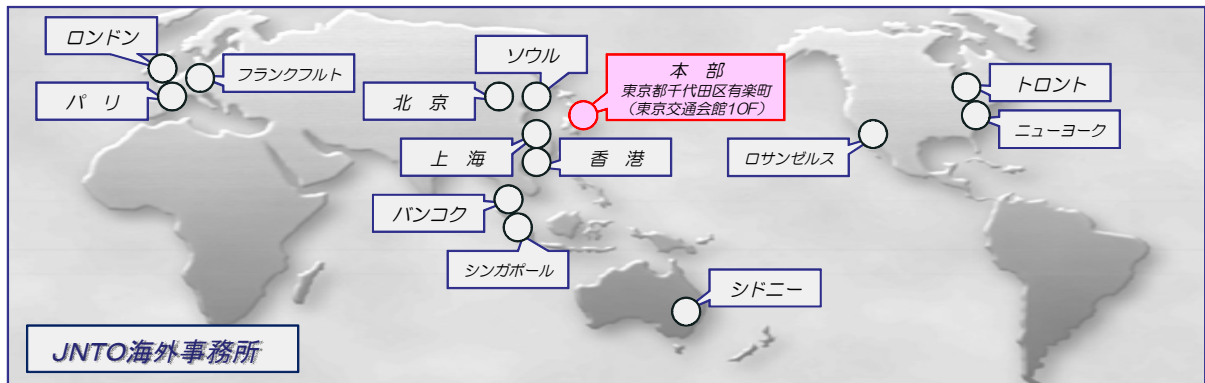 ロンドン
フランクフルト
パ リ
北 京
ソウル
本 部
東京都千代田区有楽町
（東京交通会館10F）
トロント
ニューヨーク
上 海
香 港
ロサンゼルス
バンコク
シンガポール
シドニー
JNTO海外事務所